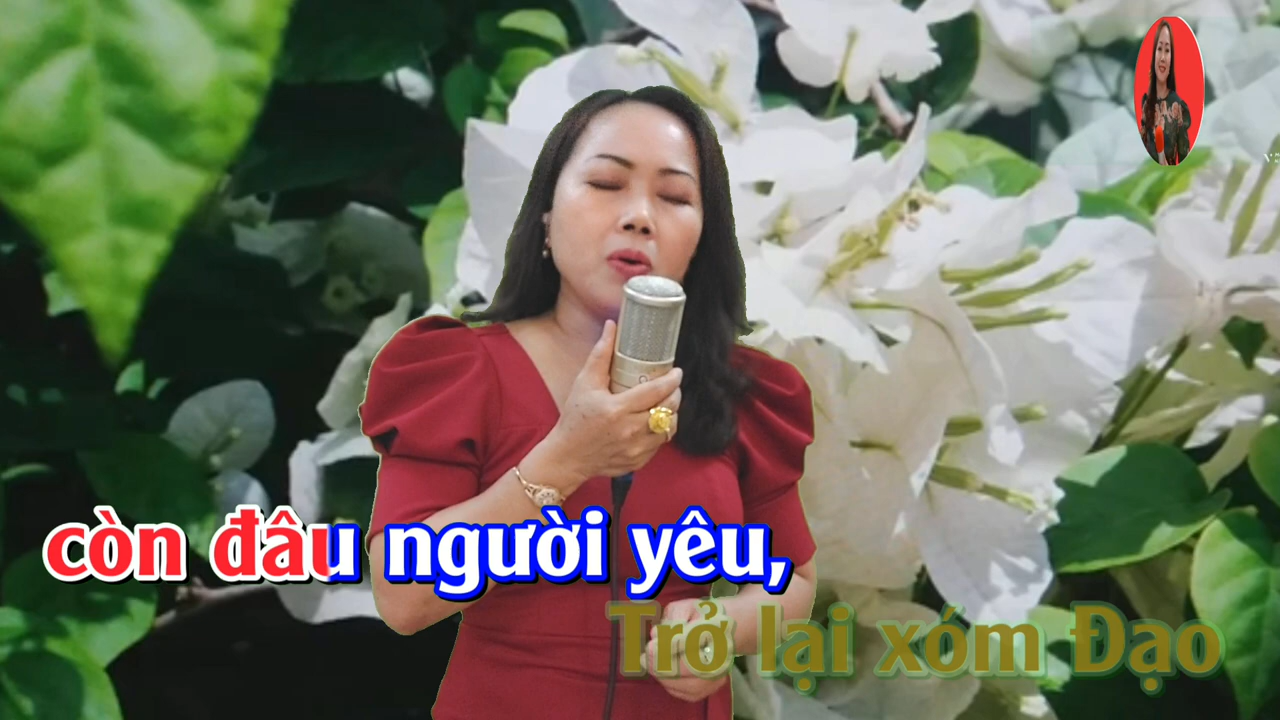 còn đâu người yêu,
Trở lại xóm Đạo